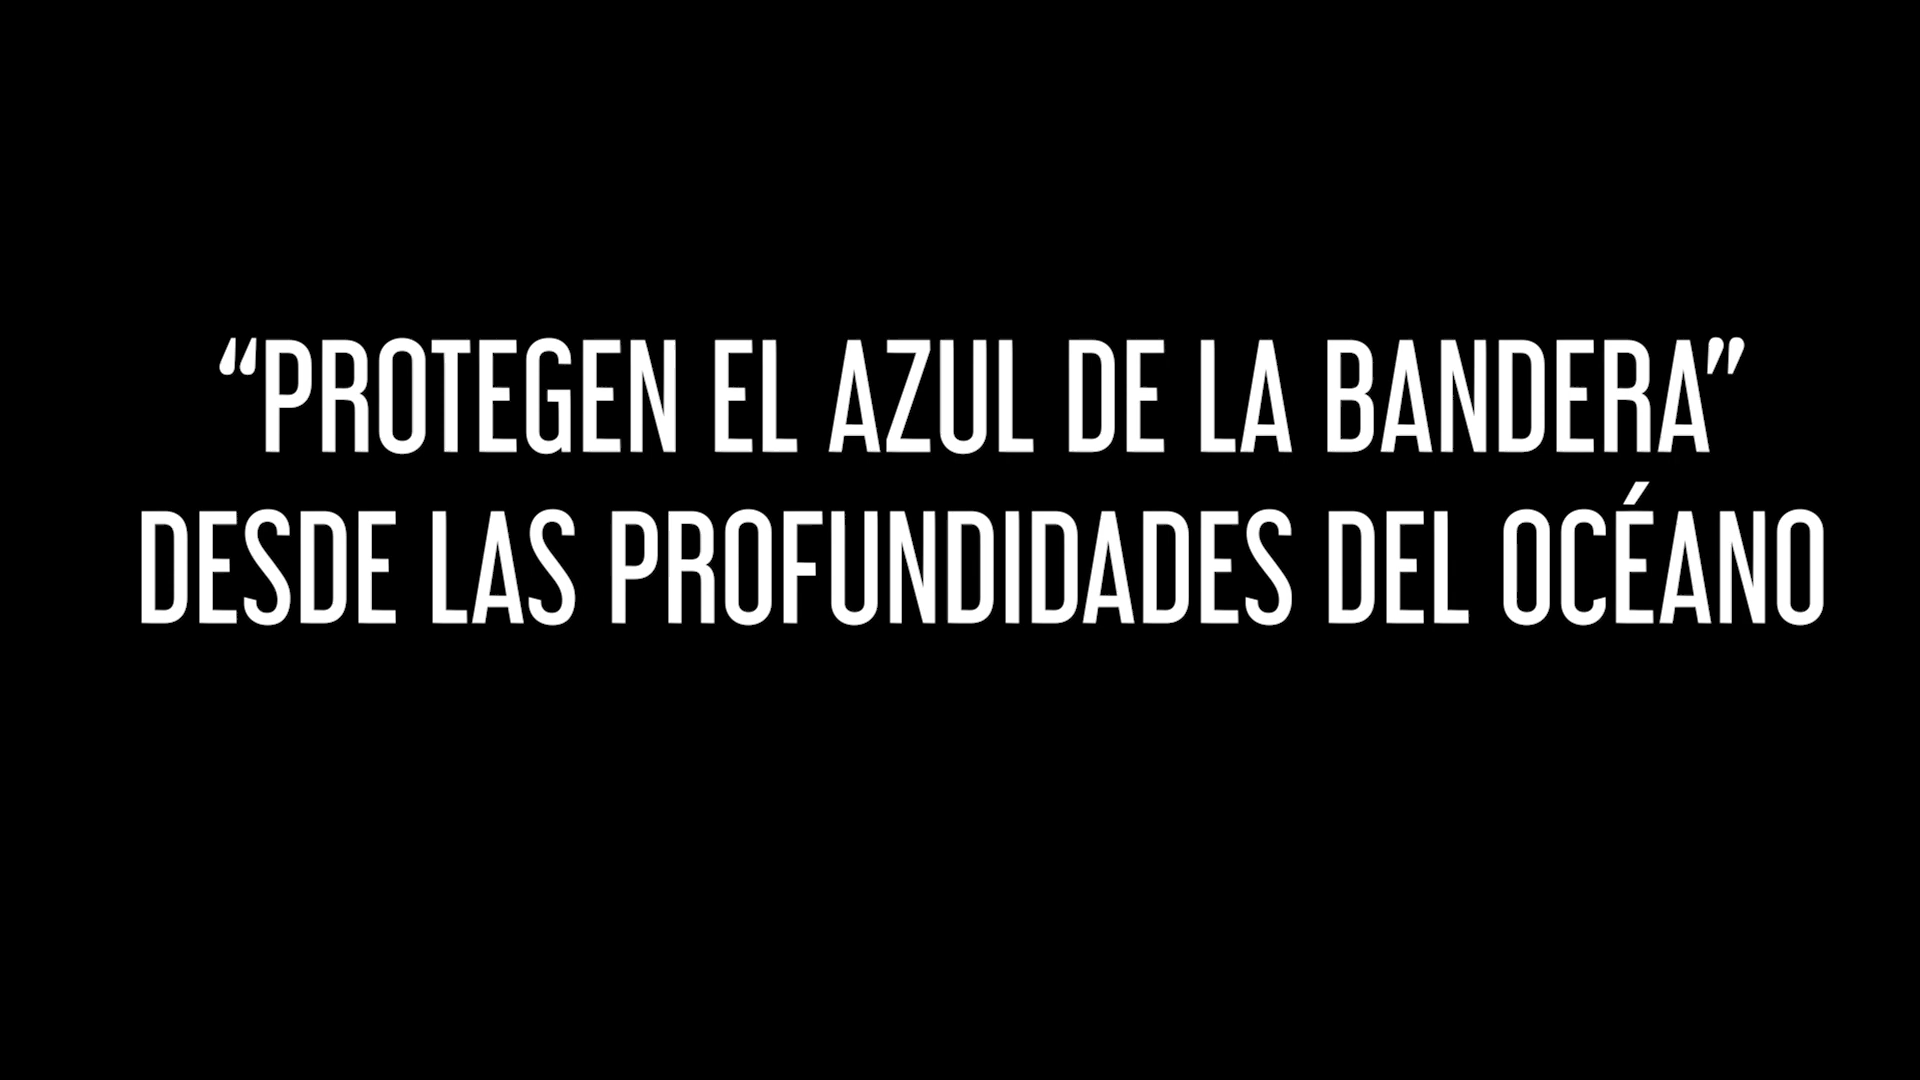 “PROTEGEN EL AZUL DE LA BANDERA”
DESDE LAS PROFUNDIDADES DEL OCÉANO